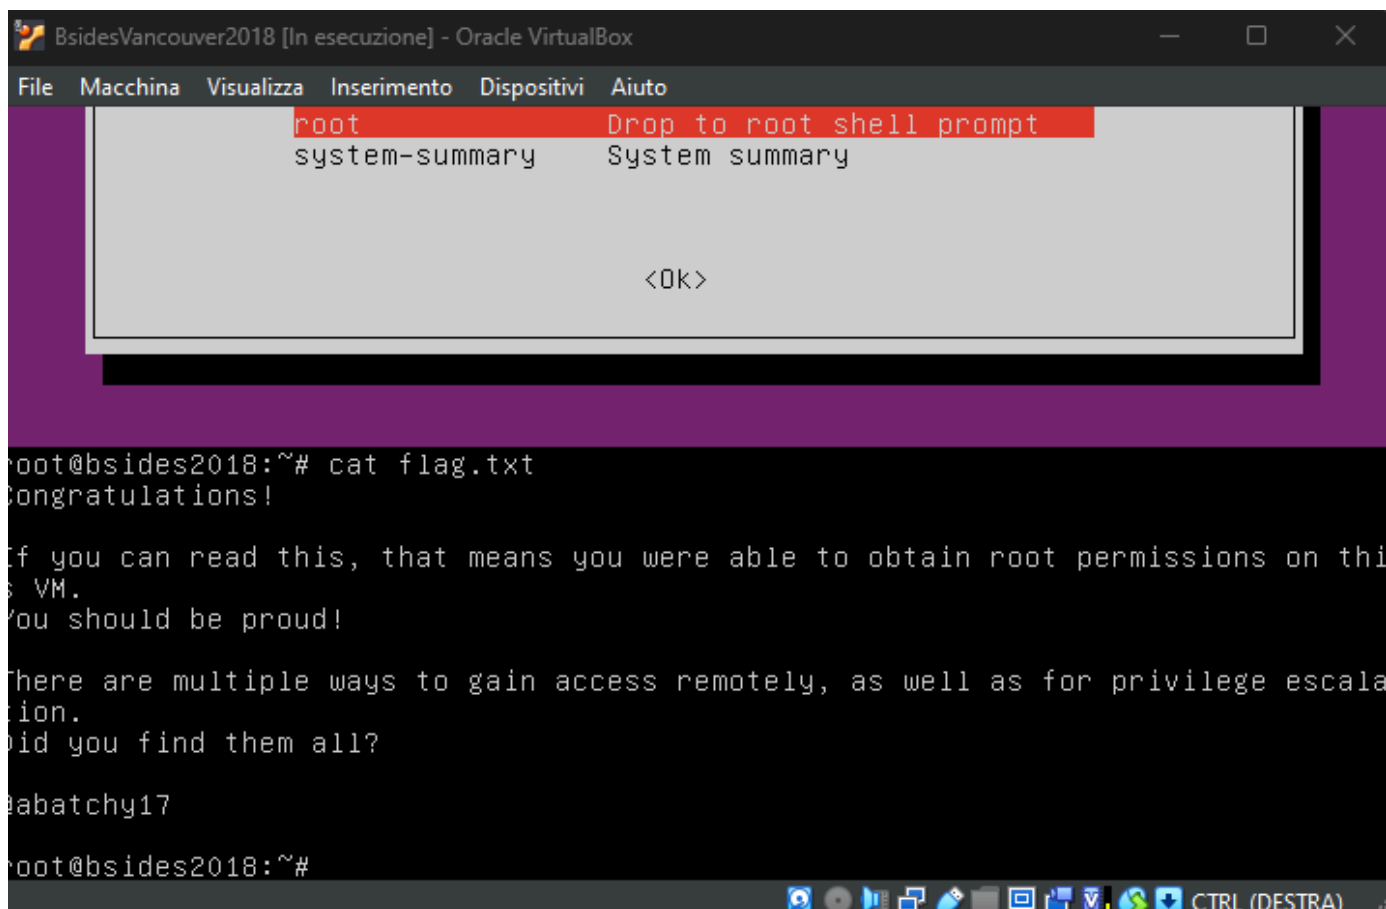 BsidesVancouver2018 [In esecuzione] - Oracle VirtualBox
File Macchina Visualizza Inserimento Dispositivi Aiuto
root Drop to root shell prompt
system-summary System summary
<Ok>
root@bsides2018:~# cat flag.txt
Congratulations!
If you can read this, that means you were able to obtain root permissions on thi
s VM.
You should be proud!
There are multiple ways to gain access remotely, as well as for privilege escala
tion.
Did you find them all?
@abatchy17
root@bsides2018:~#
CTRL (DESTRA)